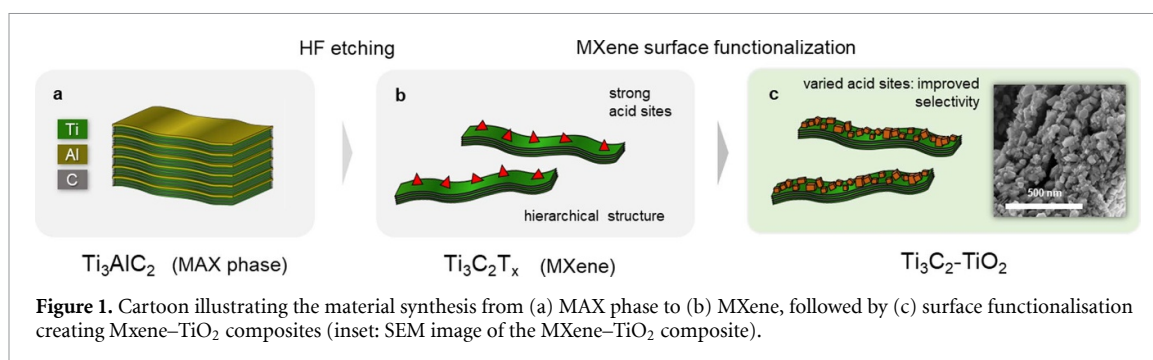 HF etching
MXene surface functionalization
a
Ti
Al
C
b
strong
acid sites
hierarchical structure
c
varied acid sites: improved
selectivity
500 nm
Ti₃AlC₂ (MAX phase)
Ti₃C₂Tₓ (MXene)
Ti₃C₂-TiO₂
Figure 1. Cartoon illustrating the material synthesis from (a) MAX phase to (b) MXene, followed by (c) surface functionalisation
creating Mxene–TiO₂ composites (inset: SEM image of the MXene–TiO₂ composite).